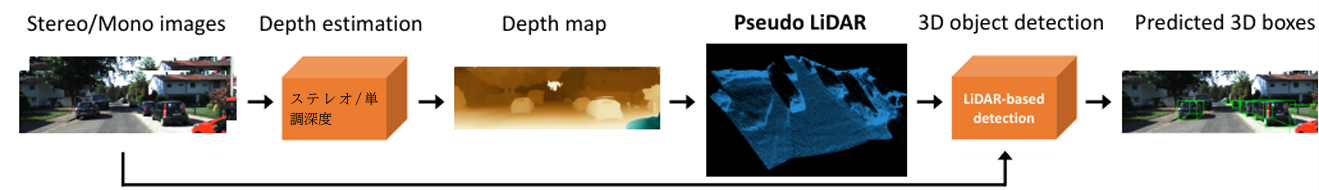 Stereo/Mono images
Depth estimation
Depth map
Pseudo LiDAR
3D object detection
Predicted 3D boxes
ステレオ/単
調深度
LiDAR-based
detection